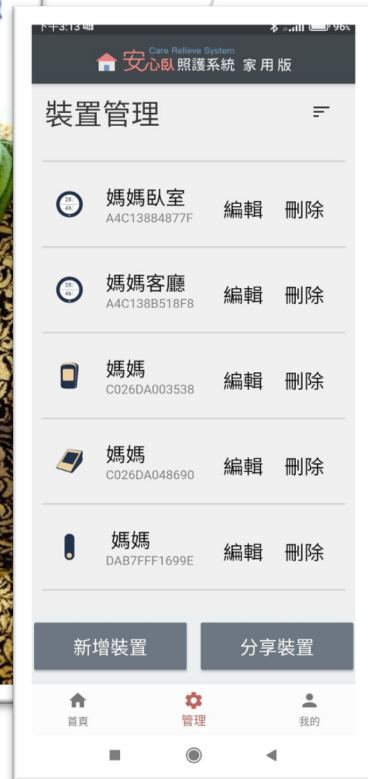 下午3:13
96%
Care Relieve System
安心臥照護系統 家用版
裝置管理
媽媽臥室 編輯 刪除
A4C13884877F
媽媽客廳 編輯 刪除
A4C138B518F8
媽媽 編輯 刪除
C026DA003538
媽媽 編輯 刪除
C026DA048690
媽媽 編輯 刪除
DAB7FFF1699E
新增裝置 分享裝置
首頁 管理 我的